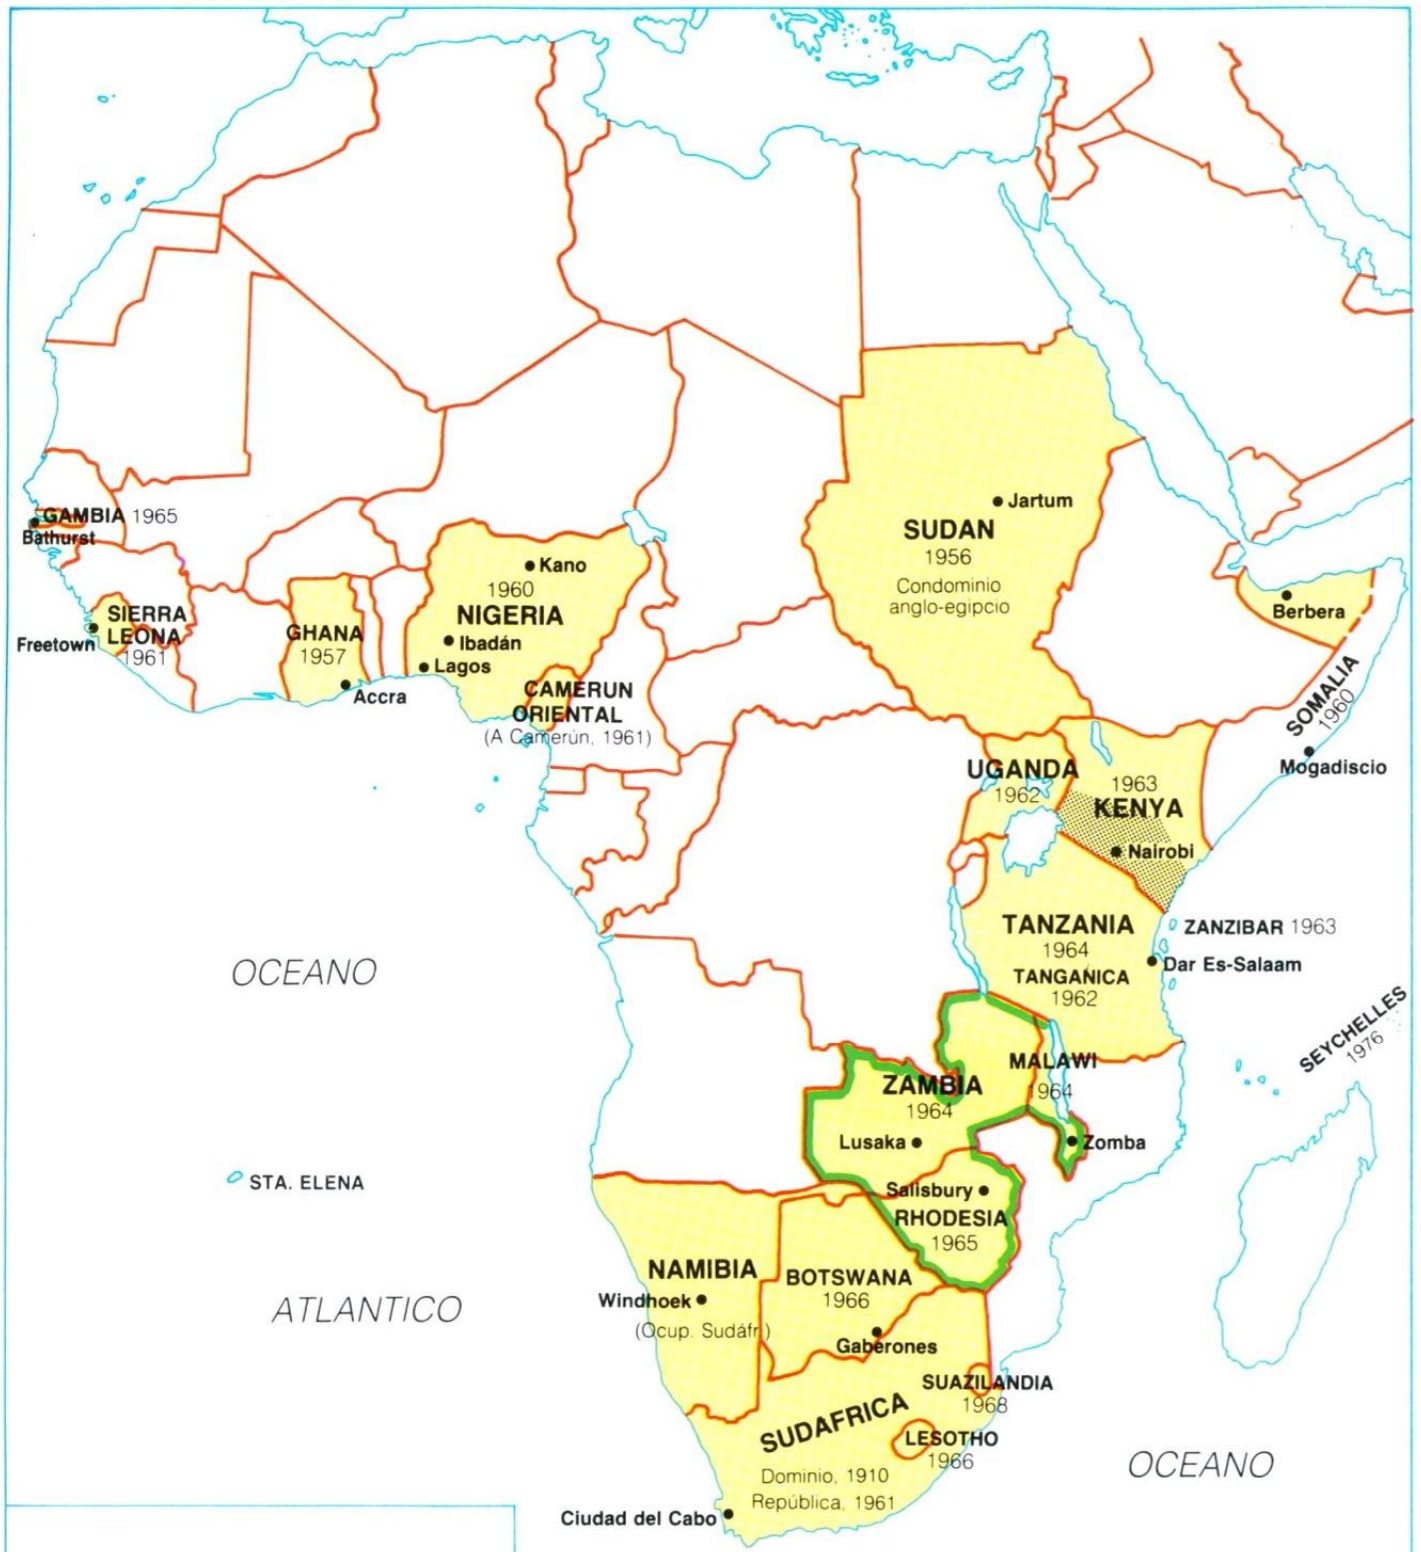 GAMBIA 1965
Bathurst
SIERRA
LEONA
1961
Freetown
GHANA
1957
Accra
Kano
1960
NIGERIA
Ibadán
Lagos
CAMERUN
ORIENTAL
(A Camerún, 1961)
Jartum
SUDAN
1956
Condominio
anglo-egipcio
Berbera
SOMALIA
1960
Mogadiscio
UGANDA
1962
1963
KENYA
Nairobi
TANZANIA
1964
TANGAÑICA
1962
ZANZIBAR 1963
Dar Es-Salaam
SEYCHELLES
1976
OCEANO
MALAWI
1964
ZAMBIA
1964
Lusaka
Zomba
STA. ELENA
Salisbury
RHODESIA
1965
NAMIBIA
Windhoek
(Ocup. Sudáfr.)
BOTSWANA
1966
Gaberones
ATLANTICO
SUAZILANDIA
1968
SUDAFRICA
LESOTHO
1966
Dominio, 1910
República, 1961
Ciudad del Cabo
OCEANO